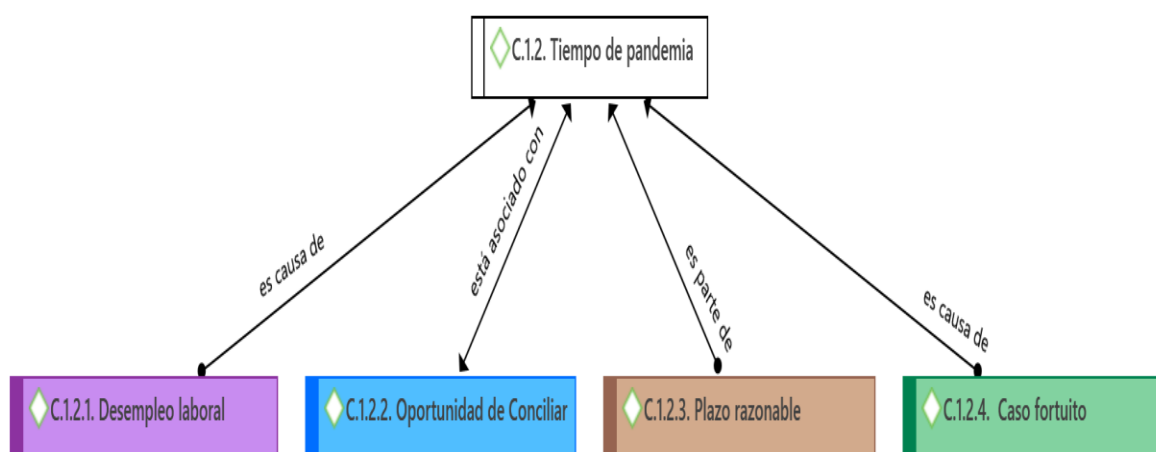 C.1.2. Tiempo de pandemia
es causa de
está asociado con
es parte de
es causa de
C.1.2.1. Desempleo laboral
C.1.2.2. Oportunidad de Conciliar
C.1.2.3. Plazo razonable
C.1.2.4. Caso fortuito